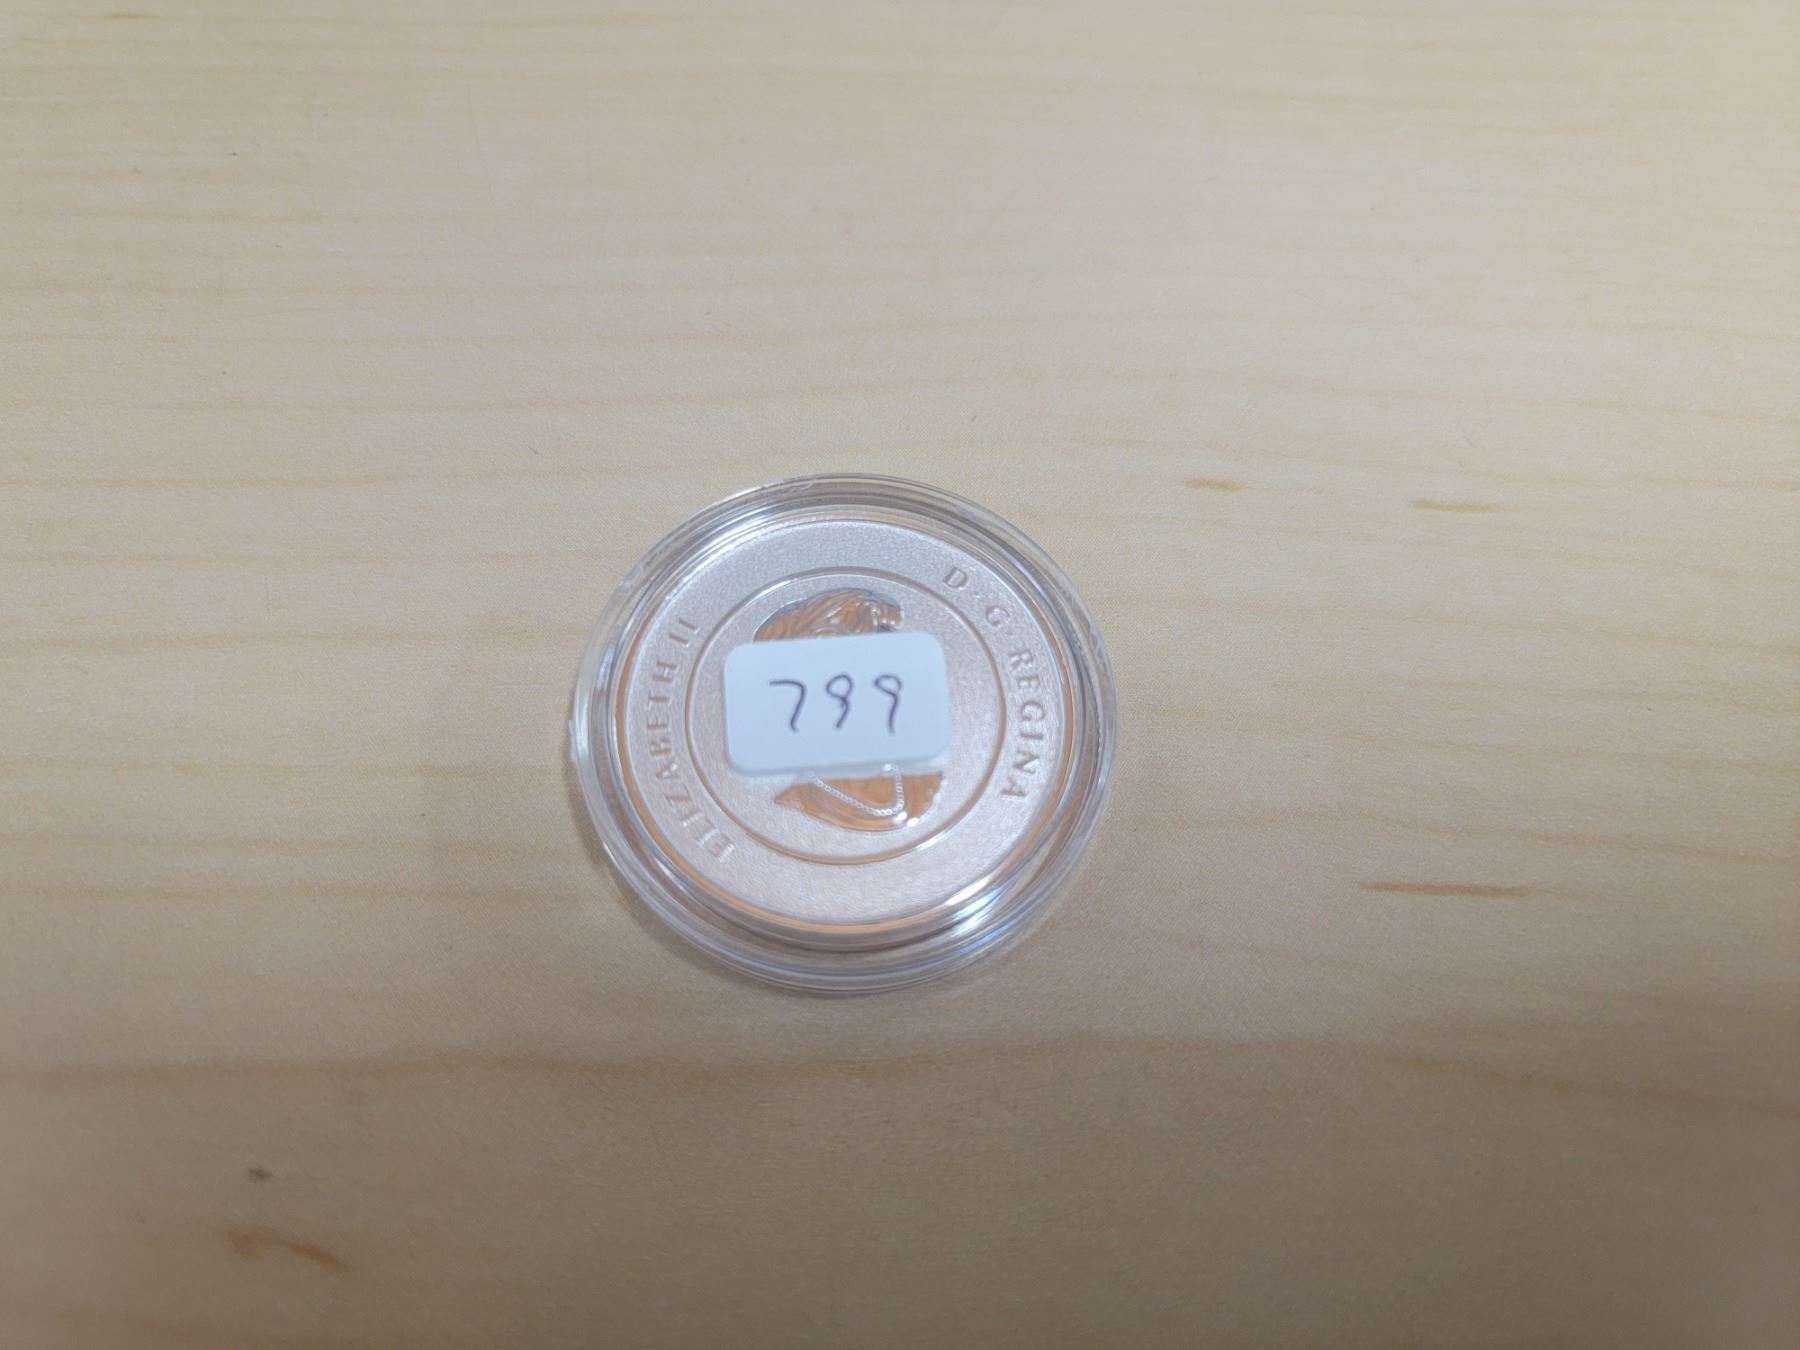 ELIZABETH II
D·G·REGINA
799